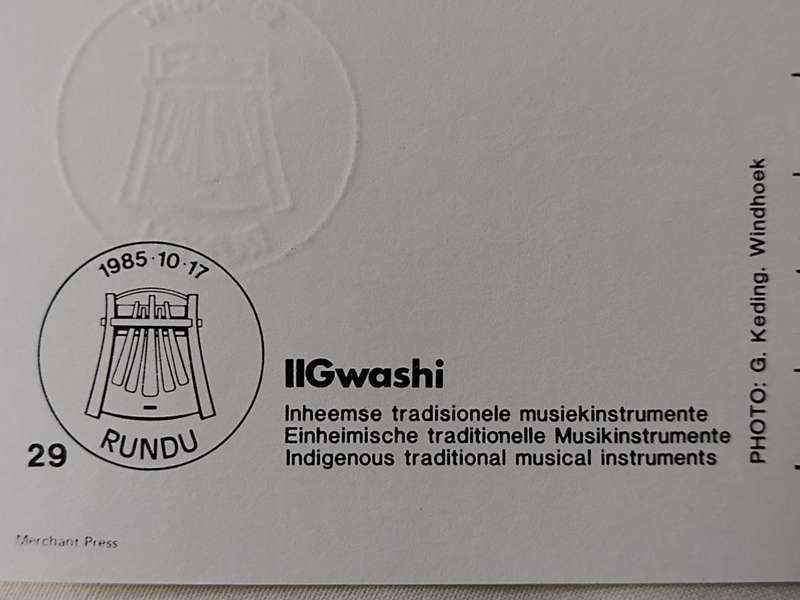 1985·10·17
RUNDU
29
IIGwashi
Inheemse tradisionele musiekinstrumente
Einheimische traditionelle Musikinstrumente
Indigenous traditional musical instruments
PHOTO: G. Keding. Windhoek
Merchant Press